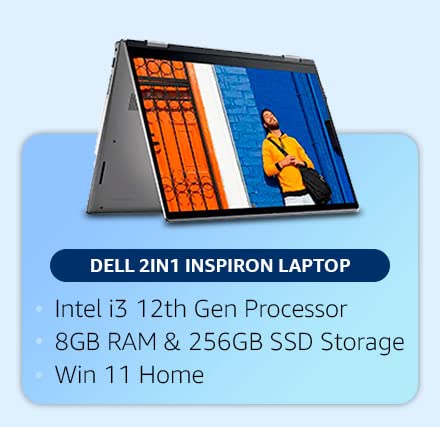 DELL 2IN1 INSPIRON LAPTOP
Intel i3 12th Gen Processor
8GB RAM & 256GB SSD Storage
Win 11 Home